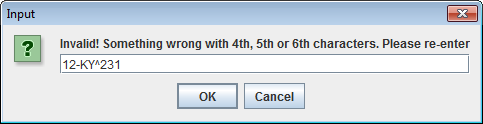 Input
Invalid! Something wrong with 4th, 5th or 6th characters. Please re-enter
12-KY^231
OK Cancel